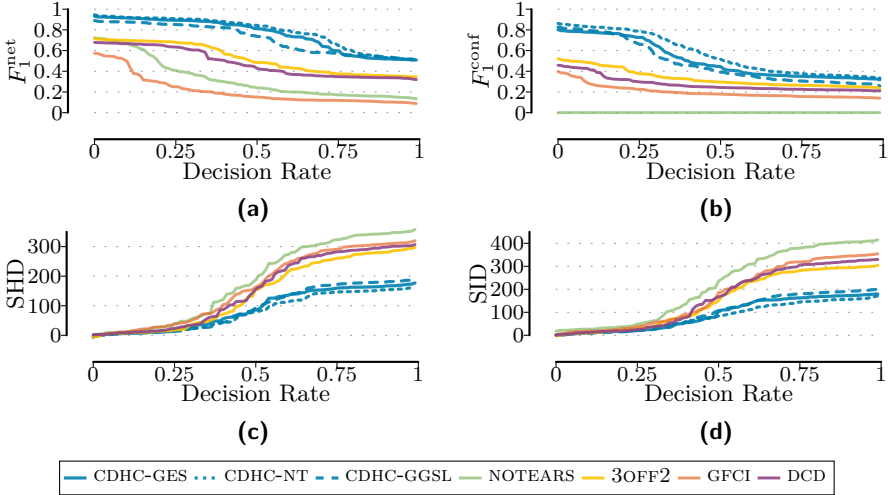 1
0.8
0.6
0.4
0.2
0
F₁ⁿᵉᵗ
0 0.25 0.5 0.75 1
Decision Rate
(a)
1
0.8
0.6
0.4
0.2
0
F₁ᶜᵒⁿᶠ
0 0.25 0.5 0.75 1
Decision Rate
(b)
300
200
100
0
SHD
0 0.25 0.5 0.75 1
Decision Rate
(c)
400
300
200
100
0
SID
0 0.25 0.5 0.75 1
Decision Rate
(d)
CDHC-GES CDHC-NT CDHC-GGSL NOTEARS 3OFF2 GFCI DCD